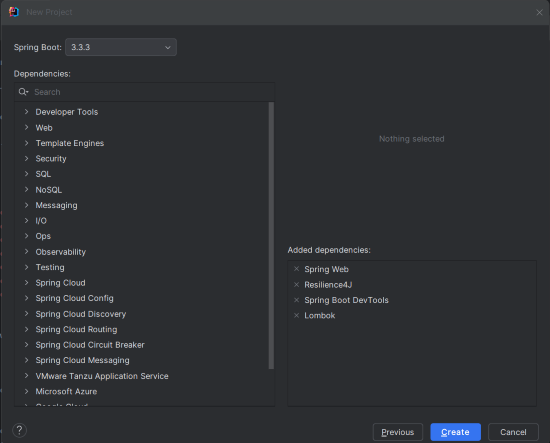 New Project
Spring Boot: 3.3.3
Dependencies:
Search
Developer Tools
Web
Template Engines
Security
SQL
NoSQL
Messaging
I/O
Ops
Observability
Testing
Spring Cloud
Spring Cloud Config
Spring Cloud Discovery
Spring Cloud Routing
Spring Cloud Circuit Breaker
Spring Cloud Messaging
VMware Tanzu Application Service
Microsoft Azure
Google Cloud
Nothing selected
Added dependencies:
Spring Web
Resilience4J
Spring Boot DevTools
Lombok
?
Previous
Create
Cancel